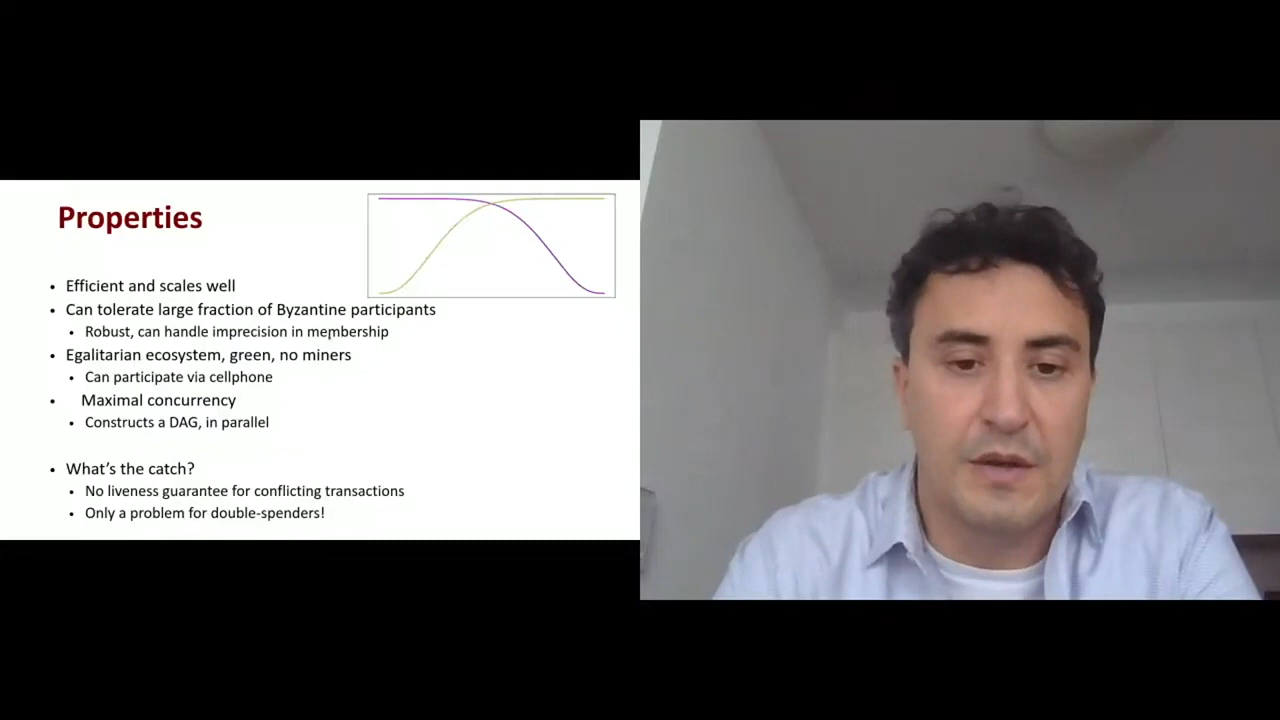 Properties
• Efficient and scales well
• Can tolerate large fraction of Byzantine participants
• Robust, can handle imprecision in membership
• Egalitarian ecosystem, green, no miners
• Can participate via cellphone
• Maximal concurrency
• Constructs a DAG, in parallel
• What's the catch?
• No liveness guarantee for conflicting transactions
• Only a problem for double-spenders!